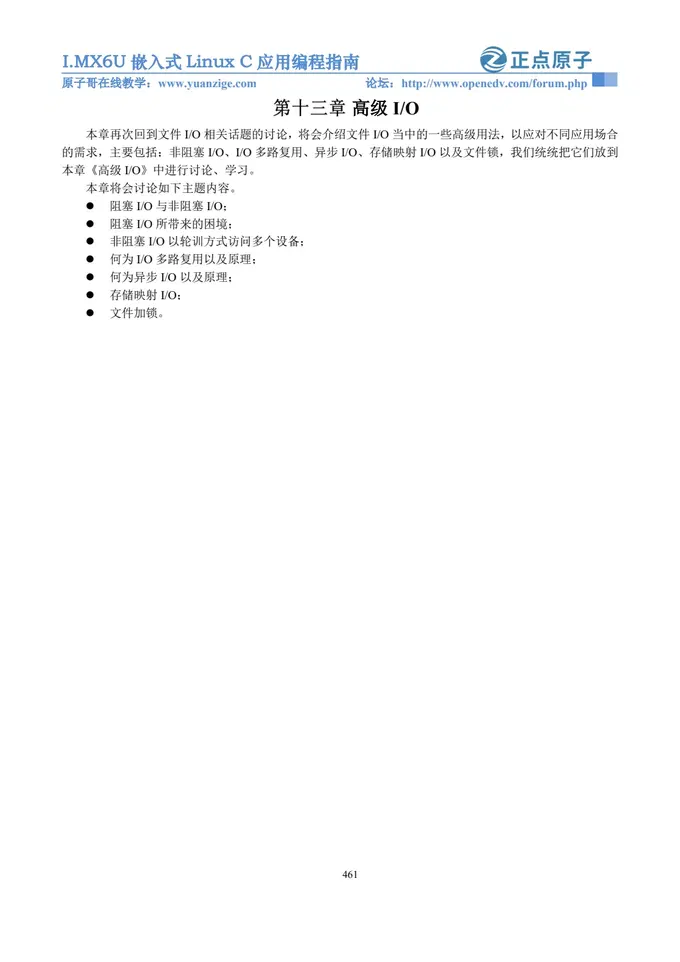 I.MX6U 嵌入式 Linux C 应用编程指南
正点原子
原子哥在线教学：www.yuanzige.com 论坛：http://www.openedv.com/forum.php
第十三章 高级 I/O
本章再次回到文件 I/O 相关话题的讨论，将会介绍文件 I/O 当中的一些高级用法，以应对不同应用场合
的需求，主要包括：非阻塞 I/O、I/O 多路复用、异步 I/O、存储映射 I/O 以及文件锁，我们统统把它们放到
本章《高级 I/O》中进行讨论、学习。
本章将会讨论如下主题内容。
● 阻塞 I/O 与非阻塞 I/O；
● 阻塞 I/O 所带来的困境；
● 非阻塞 I/O 以轮训方式访问多个设备；
● 何为 I/O 多路复用以及原理；
● 何为异步 I/O 以及原理；
● 存储映射 I/O；
● 文件加锁。
461